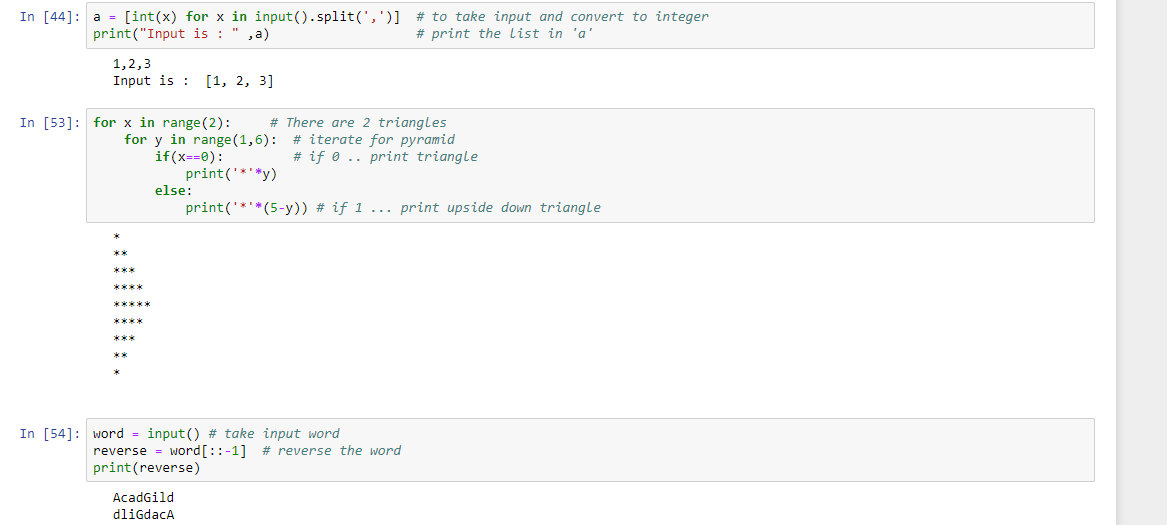 In [44]: a = [int(x) for x in input().split(',')]  # to take input and convert to integer
print("Input is : " ,a)                   # print the list in 'a'
1,2,3
Input is :  [1, 2, 3]
In [53]: for x in range(2):     # There are 2 triangles
    for y in range(1,6):  # iterate for pyramid
        if(x==0):         # if 0 .. print triangle
            print('*'*y)
        else:
            print('*'*(5-y)) # if 1 ... print upside down triangle
*
**
***
****
*****
****
***
**
*
In [54]: word = input() # take input word
reverse = word[::-1]  # reverse the word
print(reverse)
AcadGild
dliGdacA